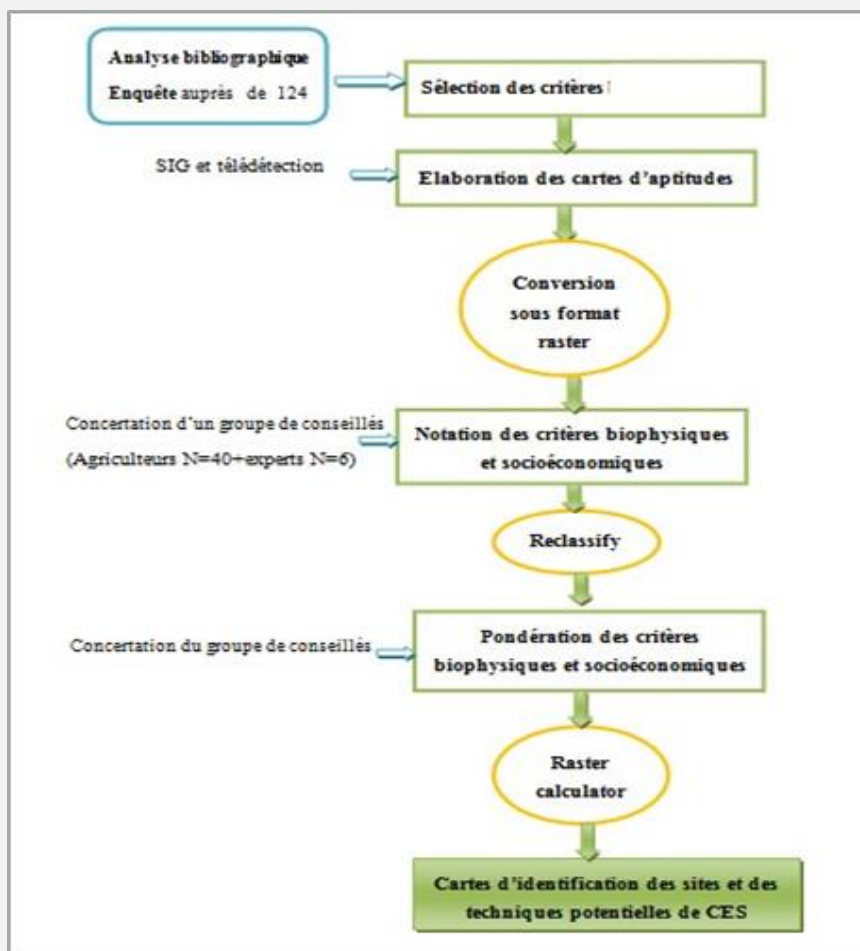 Analyse bibliographique
Enquête auprès de 124
Sélection des critères
SIG et télédétection
Elaboration des cartes d'aptitudes
Conversion
sous format
raster
Concertation d'un groupe de conseillés
(Agriculteurs N=40+experts N=6)
Notation des critères biophysiques
et socioéconomiques
Reclassify
Concertation du groupe de conseillés
Pondération des critères
biophysiques et socioéconomiques
Raster
calculator
Cartes d'identification des sites et des
techniques potentielles de CES